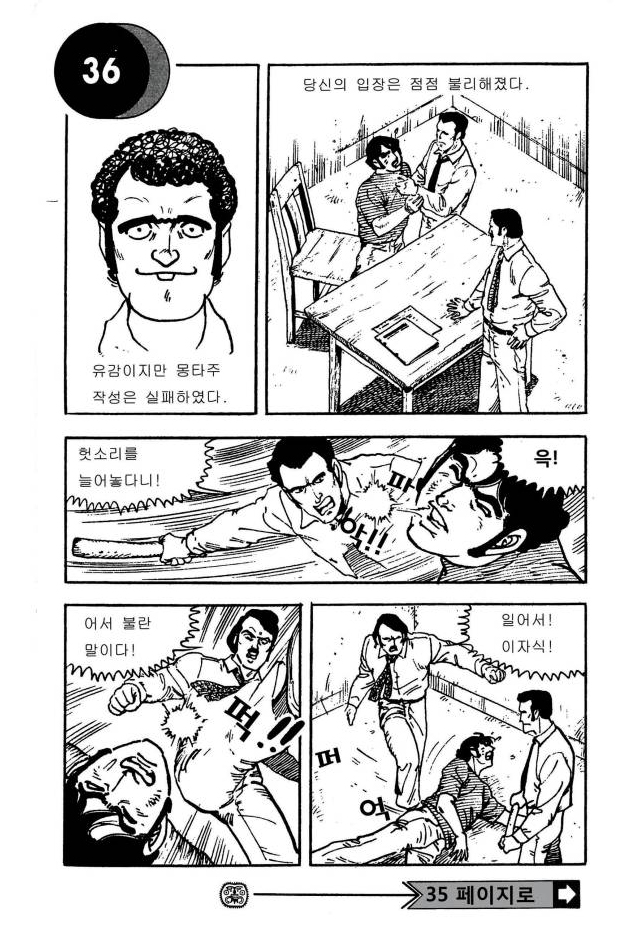 36
유감이지만 몽타주
작성은 실패하였다.
당신의 입장은 점점 불리해졌다.
헛소리를
늘어놓다니!
파
악!!
윽!
어서 불란
말이다!
퍽!!
일어서!
이자식!
퍼
억
35 페이지로